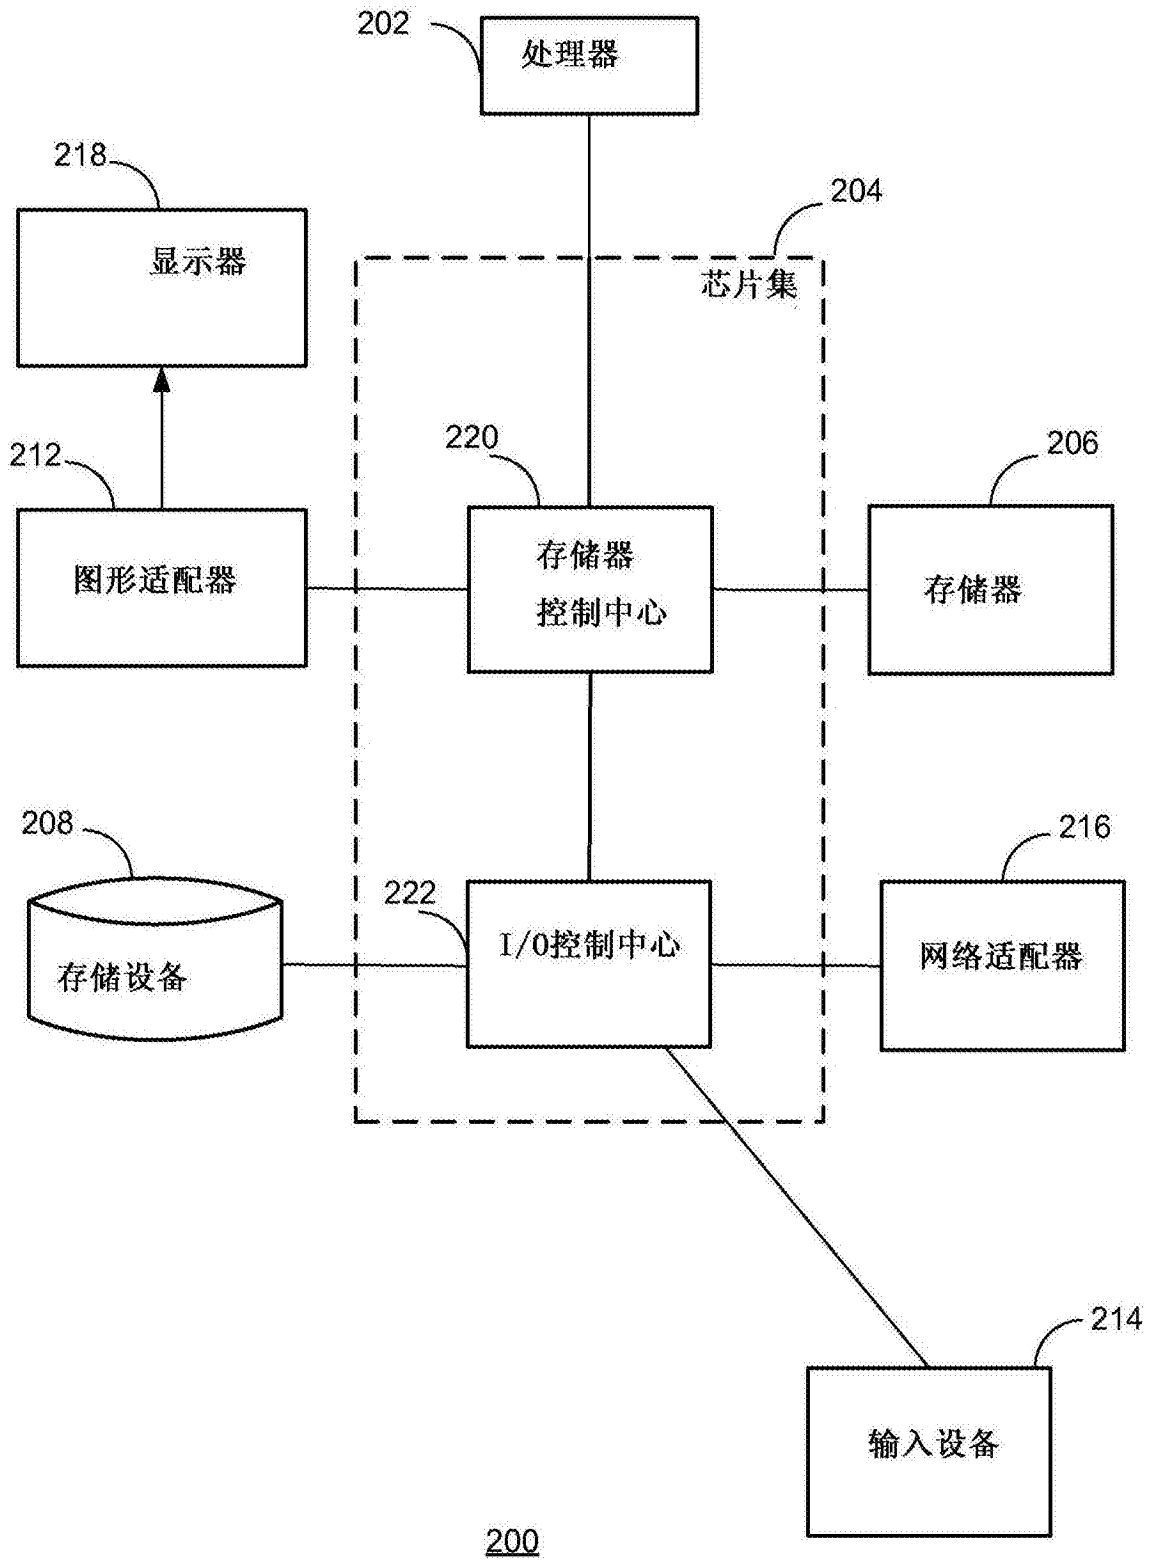 202
处理器
218
显示器
204
芯片集
212
图形适配器
220
存储器
控制中心
206
存储器
208
存储设备
222
I/O控制中心
216
网络适配器
214
输入设备
200